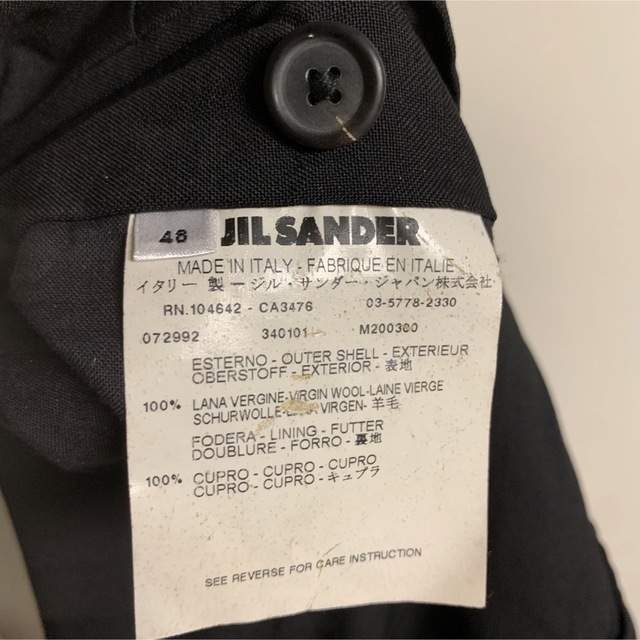 48 JIL SANDER
MADE IN ITALY - FABRIQUE EN ITALIE
イタリー 製 ージル・サンダー・ジャパン株式会社
RN.104642 - CA3476 03-5778-2330
072992 340101 M200300
ESTERNO - OUTER SHELL - EXTERIEUR
OBERSTOFF - EXTERIOR - 表地
100% LANA VERGINE-VIRGIN WOOL-LAINE VIERGE
SCHURWOLLE- VIRGEN- 羊毛
FODERA - LINING - FUTTER
DOUBLURE - FORRO - 裏地
100% CUPRO - CUPRO - CUPRO
CUPRO - CUPRO - キュプラ
SEE REVERSE FOR CARE INSTRUCTION